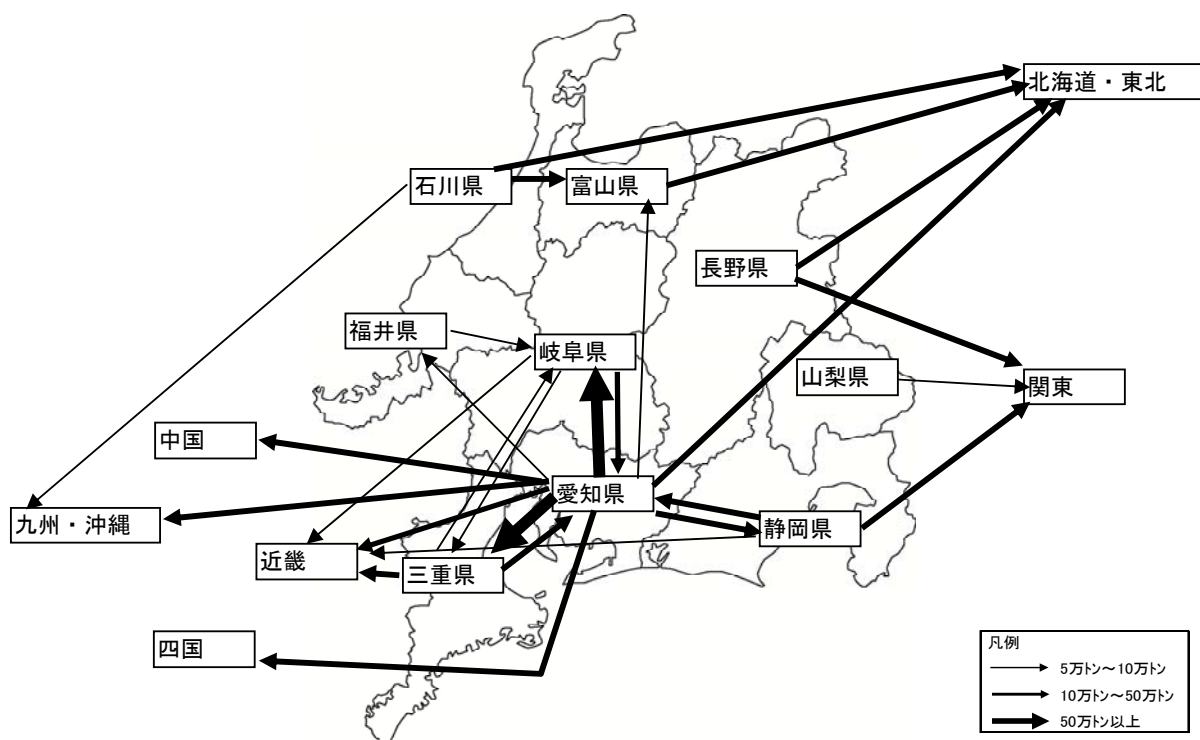 北海道・東北
石川県
富山県
長野県
福井県
岐阜県
山梨県
関東
中国
愛知県
九州・沖縄
静岡県
近畿
三重県
四国
凡例
5万トン～10万トン
10万トン～50万トン
50万トン以上